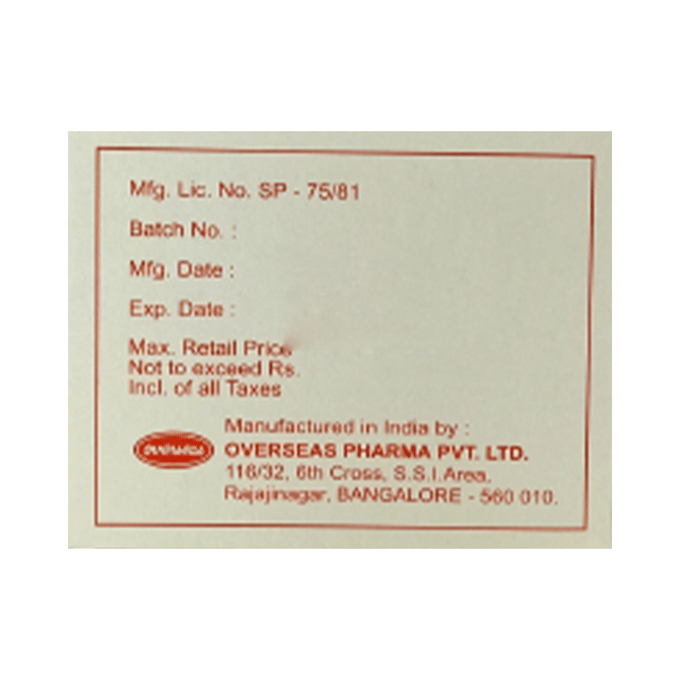 Mfg. Lic. No. SP - 75/81
Batch No. :
Mfg. Date :
Exp. Date :
Max. Retail Price
Not to exceed Rs.
Incl. of all Taxes
Manufactured in India by :
overseas
OVERSEAS PHARMA PVT. LTD.
116/32, 6th Cross, S.S.I.Area,
Rajajinagar, BANGALORE - 560 010.